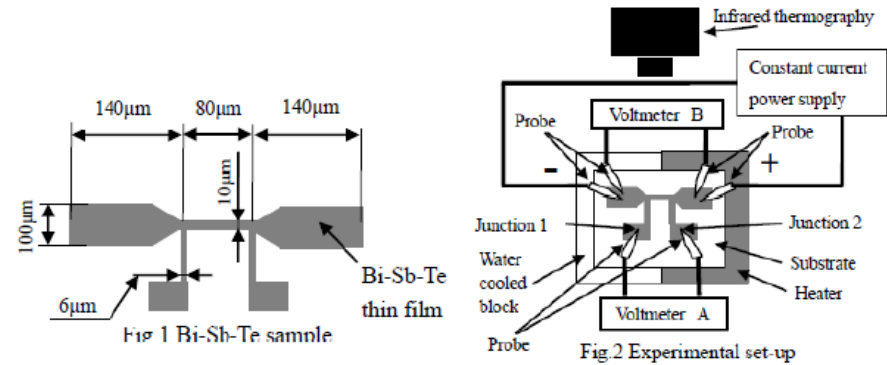 140μm 80μm 140μm
10μm
100μm
6μm
Bi-Sb-Te
thin film
Fig.1 Bi-Sb-Te sample
Infrared thermography
Constant current
power supply
Voltmeter B
Probe
Probe
-
+
Junction 1
Junction 2
Water
cooled
block
Substrate
Heater
Voltmeter A
Probe
Fig.2 Experimental set-up